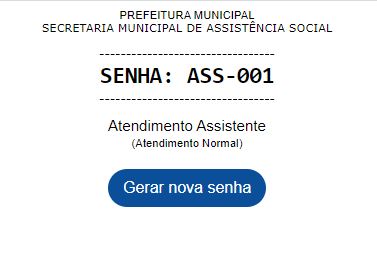 PREFEITURA MUNICIPAL
SECRETARIA MUNICIPAL DE ASSISTÊNCIA SOCIAL
-----------------------------
SENHA: ASS-001
-----------------------------
Atendimento Assistente
(Atendimento Normal)
Gerar nova senha